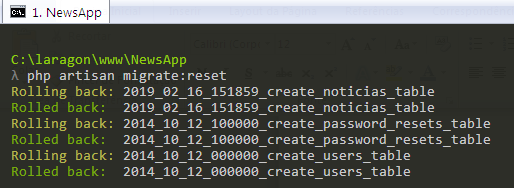 1. NewsApp
C:\laragon\www\NewsApp
λ php artisan migrate:reset
Rolling back: 2019_02_16_151859_create_noticias_table
Rolled back:  2019_02_16_151859_create_noticias_table
Rolling back: 2014_10_12_100000_create_password_resets_table
Rolled back:  2014_10_12_100000_create_password_resets_table
Rolling back: 2014_10_12_000000_create_users_table
Rolled back:  2014_10_12_000000_create_users_table